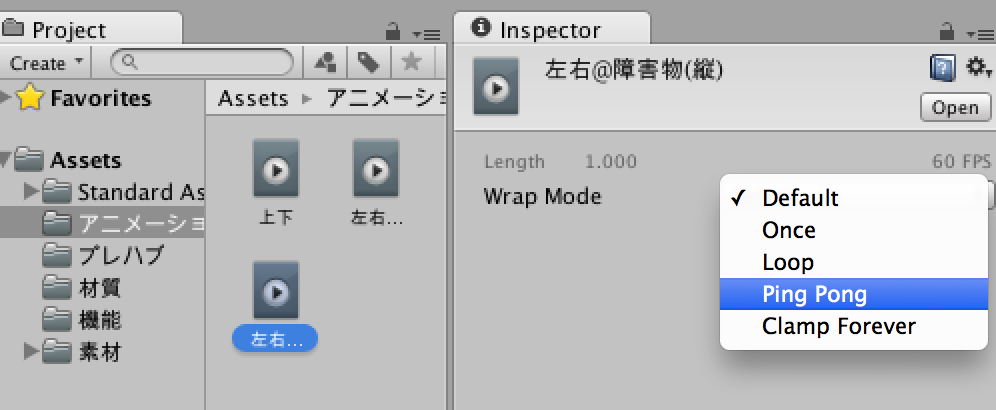 Project
Create
Favorites
Assets
Standard As
アニメーショ
プレハブ
材質
機能
素材
Assets ▸ アニメーショ
上下
左右...
左右...
Inspector
左右@障害物(縦)
Open
Length 1.000 60 FPS
Wrap Mode
✓ Default
Once
Loop
Ping Pong
Clamp Forever